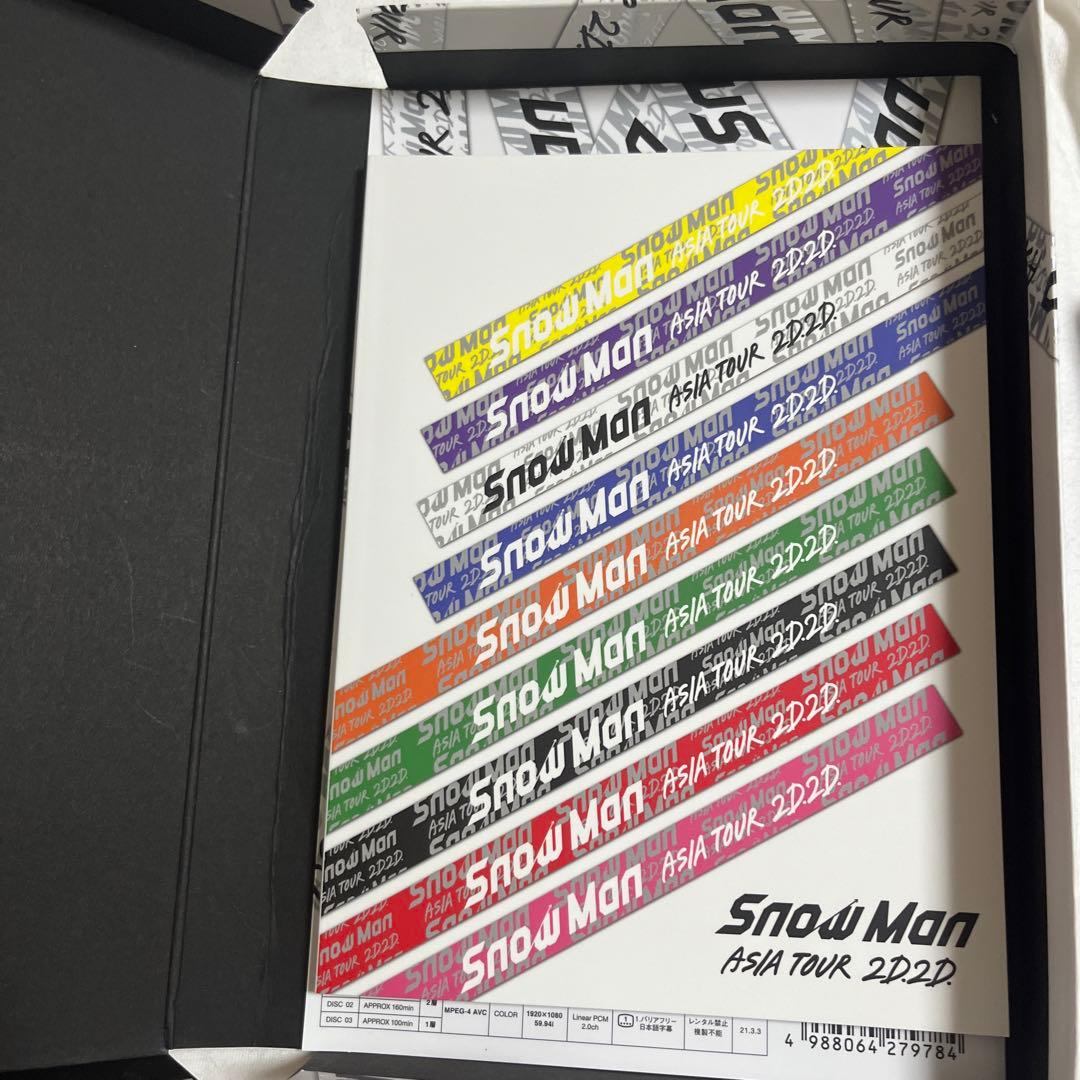 Snow Man ASIA TOUR 2D.2D.
Snow Man ASIA TOUR 2D.2D.
Snow Man ASIA TOUR 2D.2D.
Snow Man ASIA TOUR 2D.2D.
Snow Man ASIA TOUR 2D.2D.
Snow Man ASIA TOUR 2D.2D.
Snow Man ASIA TOUR 2D.2D.
Snow Man ASIA TOUR 2D.2D.
Snow Man ASIA TOUR 2D.2D.
Snow Man
ASIA TOUR 2D.2D.
DISC 02 APPROX 160min 2層 MPEG-4 AVC COLOR 1920×1080 59.94i Linear PCM 2.0ch 1 1.バリアフリー日本語字幕 レンタル禁止 複製不能 21.3.3
DISC 03 APPROX 100min 1層
4 988064 279784